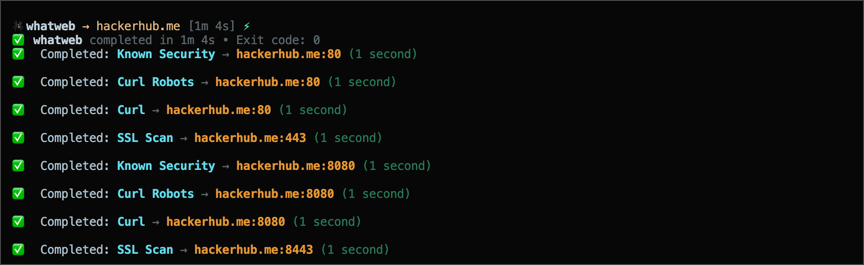 whatweb → hackerhub.me [1m 4s] ⚡
✅ whatweb completed in 1m 4s • Exit code: 0
✅ Completed: Known Security → hackerhub.me:80 (1 second)
✅ Completed: Curl Robots → hackerhub.me:80 (1 second)
✅ Completed: Curl → hackerhub.me:80 (1 second)
✅ Completed: SSL Scan → hackerhub.me:443 (1 second)
✅ Completed: Known Security → hackerhub.me:8080 (1 second)
✅ Completed: Curl Robots → hackerhub.me:8080 (1 second)
✅ Completed: Curl → hackerhub.me:8080 (1 second)
✅ Completed: SSL Scan → hackerhub.me:8443 (1 second)